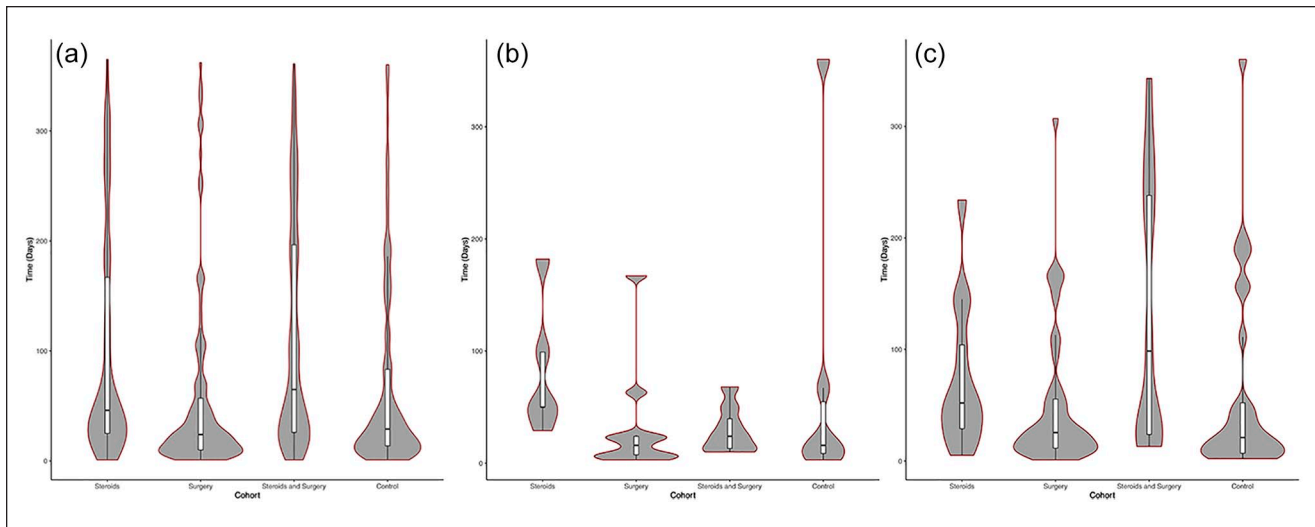 (a)
Time (Days)
300
200
100
0
Steroids Surgery Steroids and Surgery Control
Cohort
(b)
Time (Days)
300
200
100
0
Steroids Surgery Steroids and Surgery Control
Cohort
(c)
Time (Days)
300
200
100
0
Steroids Surgery Steroids and Surgery Control
Cohort